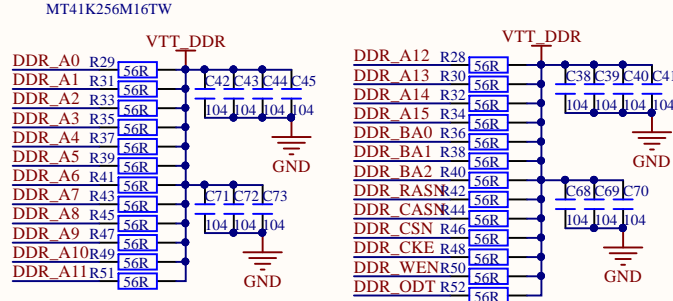 MT41K256M16TW
VTT_DDR
DDR_A0 R29 56R
DDR_A1 R31 56R
DDR_A2 R33 56R
DDR_A3 R35 56R
DDR_A4 R37 56R
DDR_A5 R39 56R
DDR_A6 R41 56R
DDR_A7 R43 56R
DDR_A8 R45 56R
DDR_A9 R47 56R
DDR_A10 R49 56R
DDR_A11 R51 56R
C42 C43 C44 C45
104 104 104 104
GND
C71 C72 C73
104 104 104
GND
VTT_DDR
DDR_A12 R28 56R
DDR_A13 R30 56R
DDR_A14 R32 56R
DDR_A15 R34 56R
DDR_BA0 R36 56R
DDR_BA1 R38 56R
DDR_BA2 R40 56R
DDR_RASN R42 56R
DDR_CASN R44 56R
DDR_CSN R46 56R
DDR_CKE R48 56R
DDR_WEN R50 56R
DDR_ODT R52 56R
C38 C39 C40 C41
104 104 104 104
GND
C68 C69 C70
104 104 104
GND